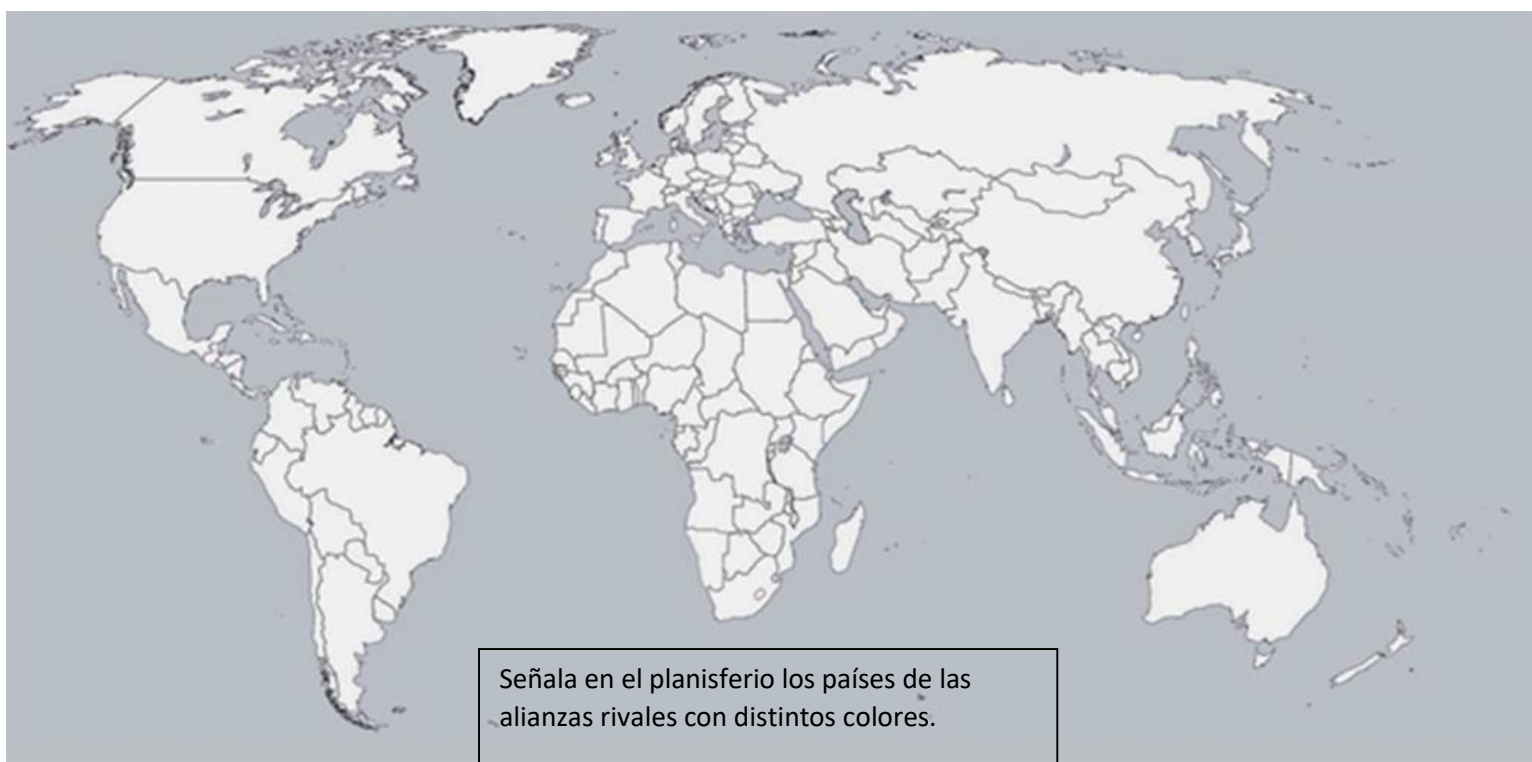 Señala en el planisferio los países de las
alianzas rivales con distintos colores.